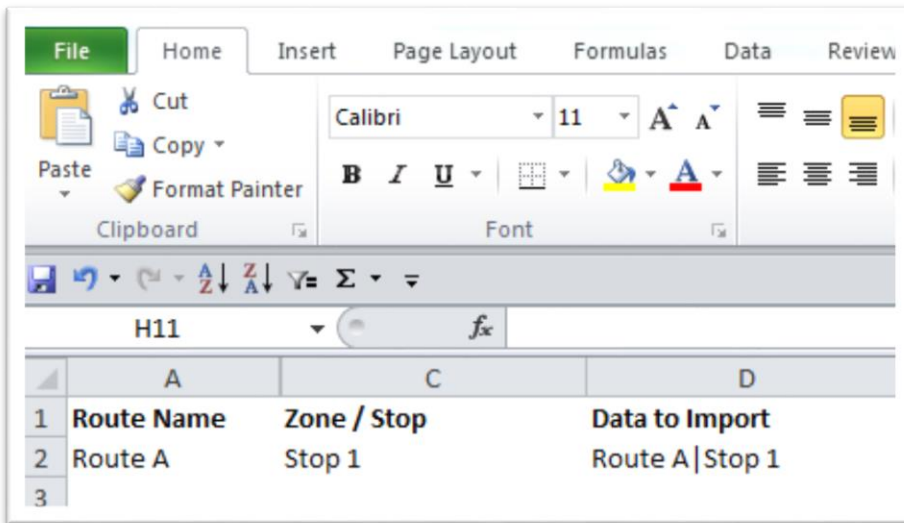 File Home Insert Page Layout Formulas Data Review
Cut
Copy
Paste
Format Painter
Clipboard
Calibri 11 A A
B I U A
Font
A Z Z A Σ
H11 fx
A C D
1 Route Name Zone / Stop Data to Import
2 Route A Stop 1 Route A|Stop 1
3